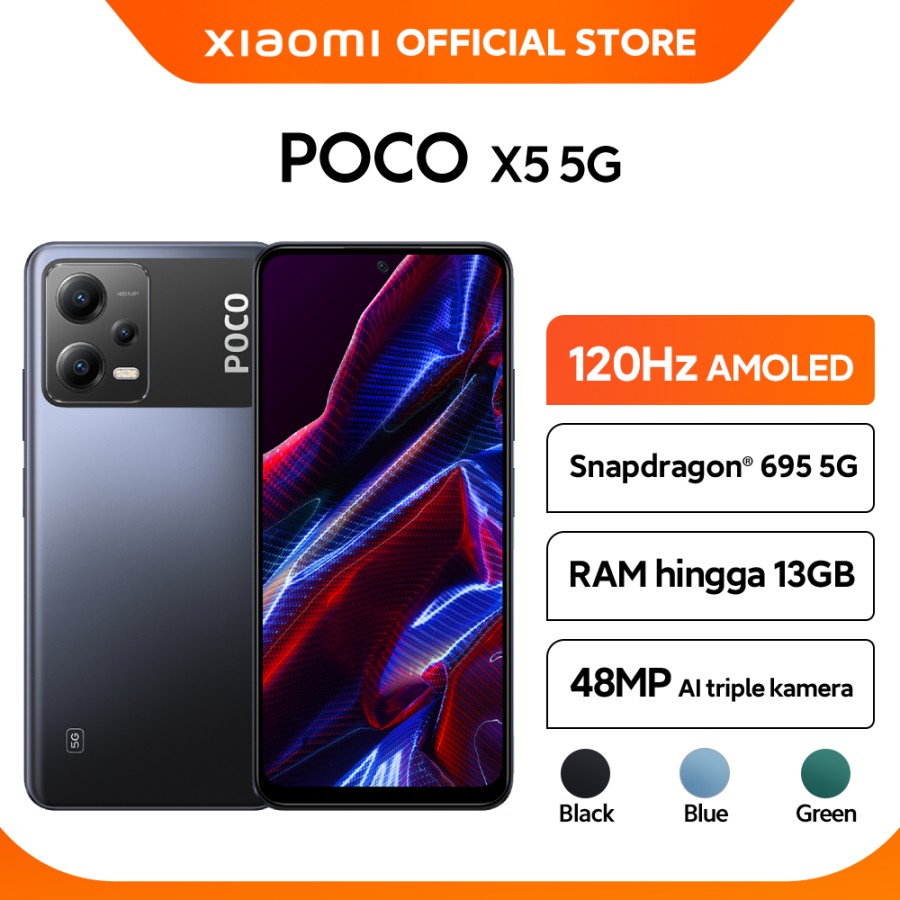 xiaomi OFFICIAL STORE
POCO X5 5G
48MP
POCO
5G
120Hz AMOLED
Snapdragon® 695 5G
RAM hingga 13GB
48MP AI triple kamera
Black
Blue
Green